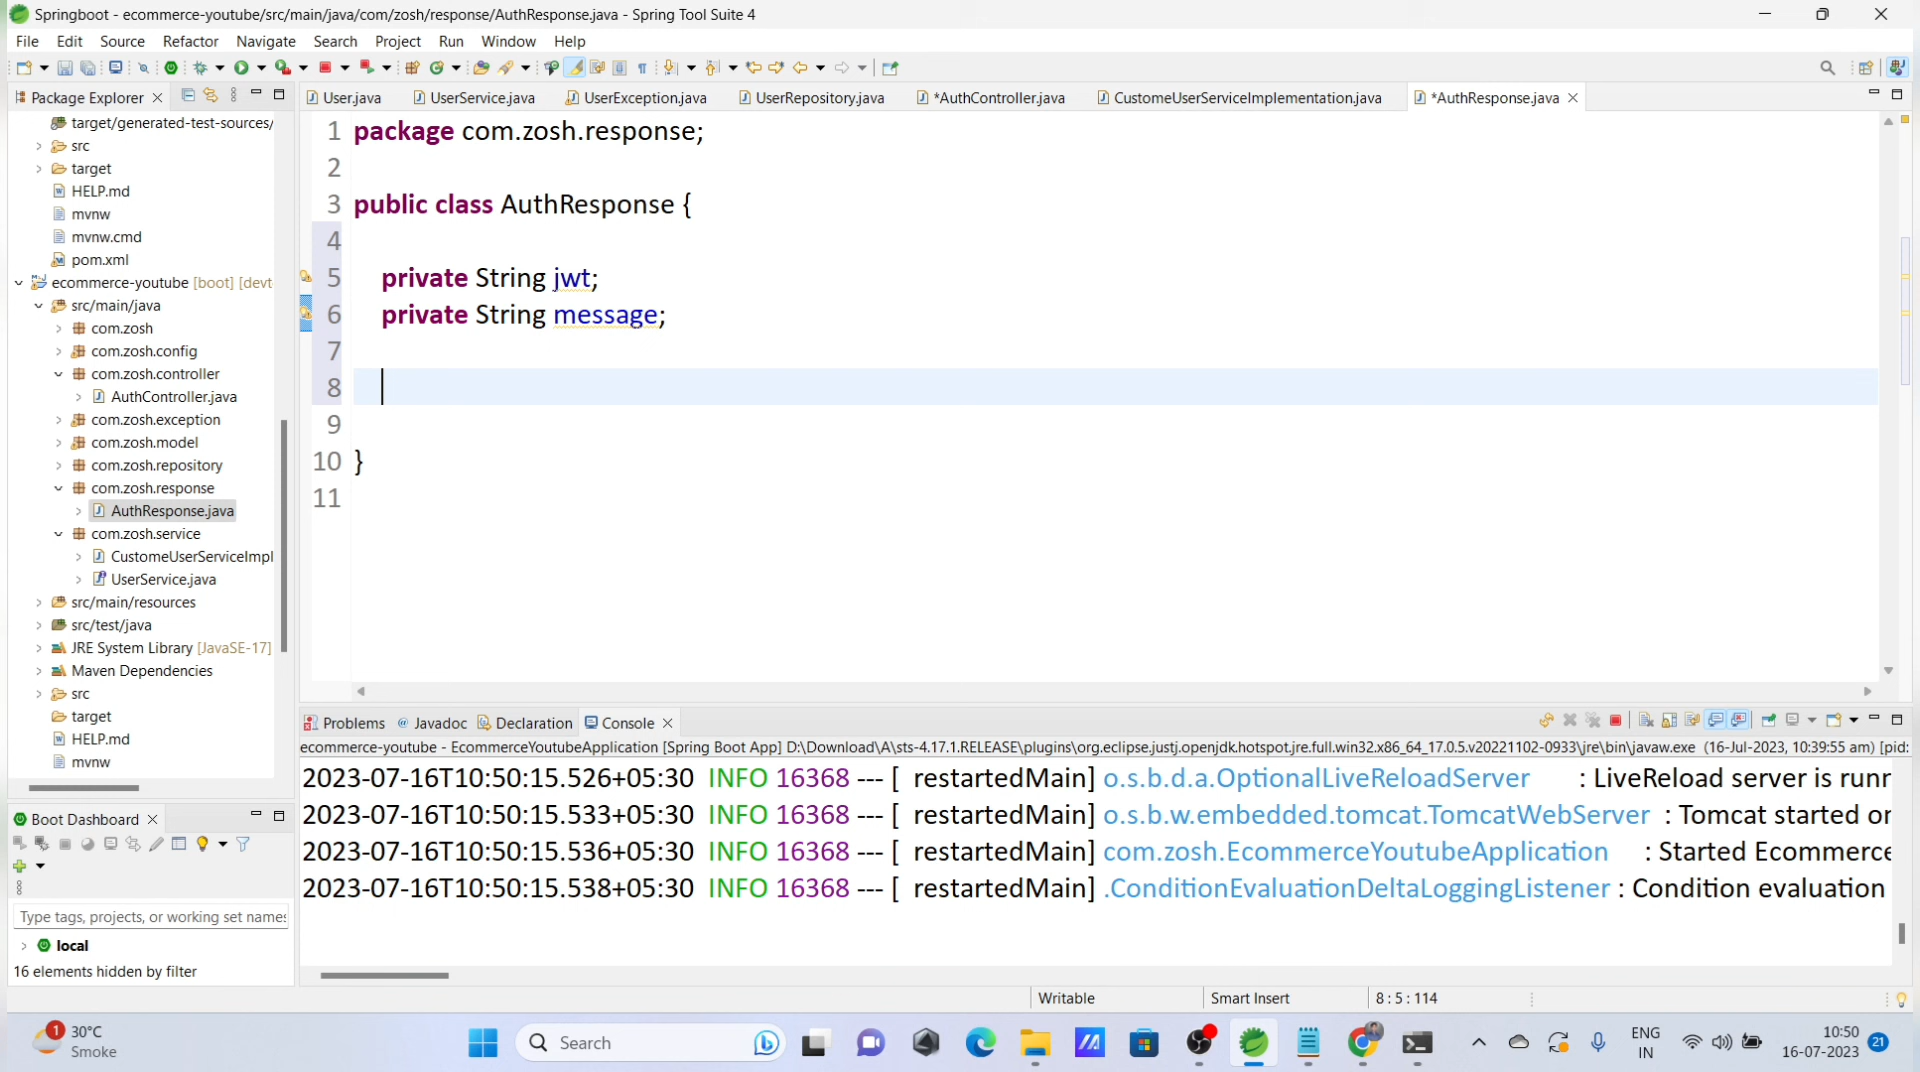 Springboot - ecommerce-youtube/src/main/java/com/zosh/response/AuthResponse.java - Spring Tool Suite 4
File Edit Source Refactor Navigate Search Project Run Window Help
Package Explorer
User.java UserService.java UserException.java UserRepository.java *AuthController.java CustomeUserServiceImplementation.java *AuthResponse.java
target/generated-test-sources/
src
target
HELP.md
mvnw
mvnw.cmd
pom.xml
ecommerce-youtube [boot] [devt
src/main/java
com.zosh
com.zosh.config
com.zosh.controller
AuthController.java
com.zosh.exception
com.zosh.model
com.zosh.repository
com.zosh.response
AuthResponse.java
com.zosh.service
CustomeUserServiceImpl
UserService.java
src/main/resources
src/test/java
JRE System Library [JavaSE-17]
Maven Dependencies
src
target
HELP.md
mvnw
1 package com.zosh.response;
2
3 public class AuthResponse {
4
5 private String jwt;
6 private String message;
7
8
9
10 }
11
Problems Javadoc Declaration Console
ecommerce-youtube - EcommerceYoutubeApplication [Spring Boot App] D:\Download\A\sts-4.17.1.RELEASE\plugins\org.eclipse.justj.openjdk.hotspot.jre.full.win32.x86_64_17.0.5.v20221102-0933\jre\bin\javaw.exe (16-Jul-2023, 10:39:55 am) [pid:
2023-07-16T10:50:15.526+05:30 INFO 16368 --- [ restartedMain] o.s.b.d.a.OptionalLiveReloadServer : LiveReload server is runr
2023-07-16T10:50:15.533+05:30 INFO 16368 --- [ restartedMain] o.s.b.w.embedded.tomcat.TomcatWebServer : Tomcat started or
2023-07-16T10:50:15.536+05:30 INFO 16368 --- [ restartedMain] com.zosh.EcommerceYoutubeApplication : Started Ecommerce
2023-07-16T10:50:15.538+05:30 INFO 16368 --- [ restartedMain] .ConditionEvaluationDeltaLoggingListener : Condition evaluation
Boot Dashboard
Type tags, projects, or working set names
local
16 elements hidden by filter
Writable Smart Insert 8 : 5 : 114
1
30°C
Smoke
Search
ENG
IN
10:50
16-07-2023
21